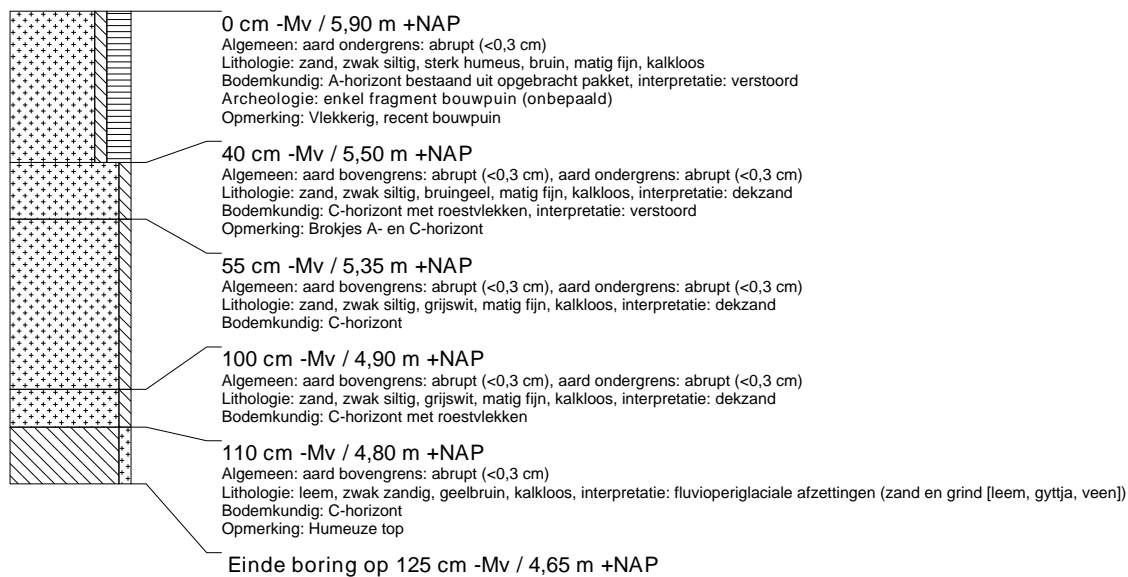 0 cm -Mv / 5,90 m +NAP
Algemeen: aard ondergrens: abrupt (<0,3 cm)
Lithologie: zand, zwak siltig, sterk humeus, bruin, matig fijn, kalkloos
Bodemkundig: A-horizont bestaand uit opgebracht pakket, interpretatie: verstoord
Archeologie: enkel fragment bouwpuin (onbepaald)
Opmerking: Vlekkerig, recent bouwpuin
40 cm -Mv / 5,50 m +NAP
Algemeen: aard bovengrens: abrupt (<0,3 cm), aard ondergrens: abrupt (<0,3 cm)
Lithologie: zand, zwak siltig, bruingeel, matig fijn, kalkloos, interpretatie: dekzand
Bodemkundig: C-horizont met roestvlekken, interpretatie: verstoord
Opmerking: Brokjes A- en C-horizont
55 cm -Mv / 5,35 m +NAP
Algemeen: aard bovengrens: abrupt (<0,3 cm), aard ondergrens: abrupt (<0,3 cm)
Lithologie: zand, zwak siltig, grijswit, matig fijn, kalkloos, interpretatie: dekzand
Bodemkundig: C-horizont
100 cm -Mv / 4,90 m +NAP
Algemeen: aard bovengrens: abrupt (<0,3 cm), aard ondergrens: abrupt (<0,3 cm)
Lithologie: zand, zwak siltig, grijswit, matig fijn, kalkloos, interpretatie: dekzand
Bodemkundig: C-horizont met roestvlekken
110 cm -Mv / 4,80 m +NAP
Algemeen: aard bovengrens: abrupt (<0,3 cm)
Lithologie: leem, zwak zandig, geelbruin, kalkloos, interpretatie: fluvioperiglaciale afzettingen (zand en grind [leem, gyttja, veen])
Bodemkundig: C-horizont
Opmerking: Humeuze top
Einde boring op 125 cm -Mv / 4,65 m +NAP